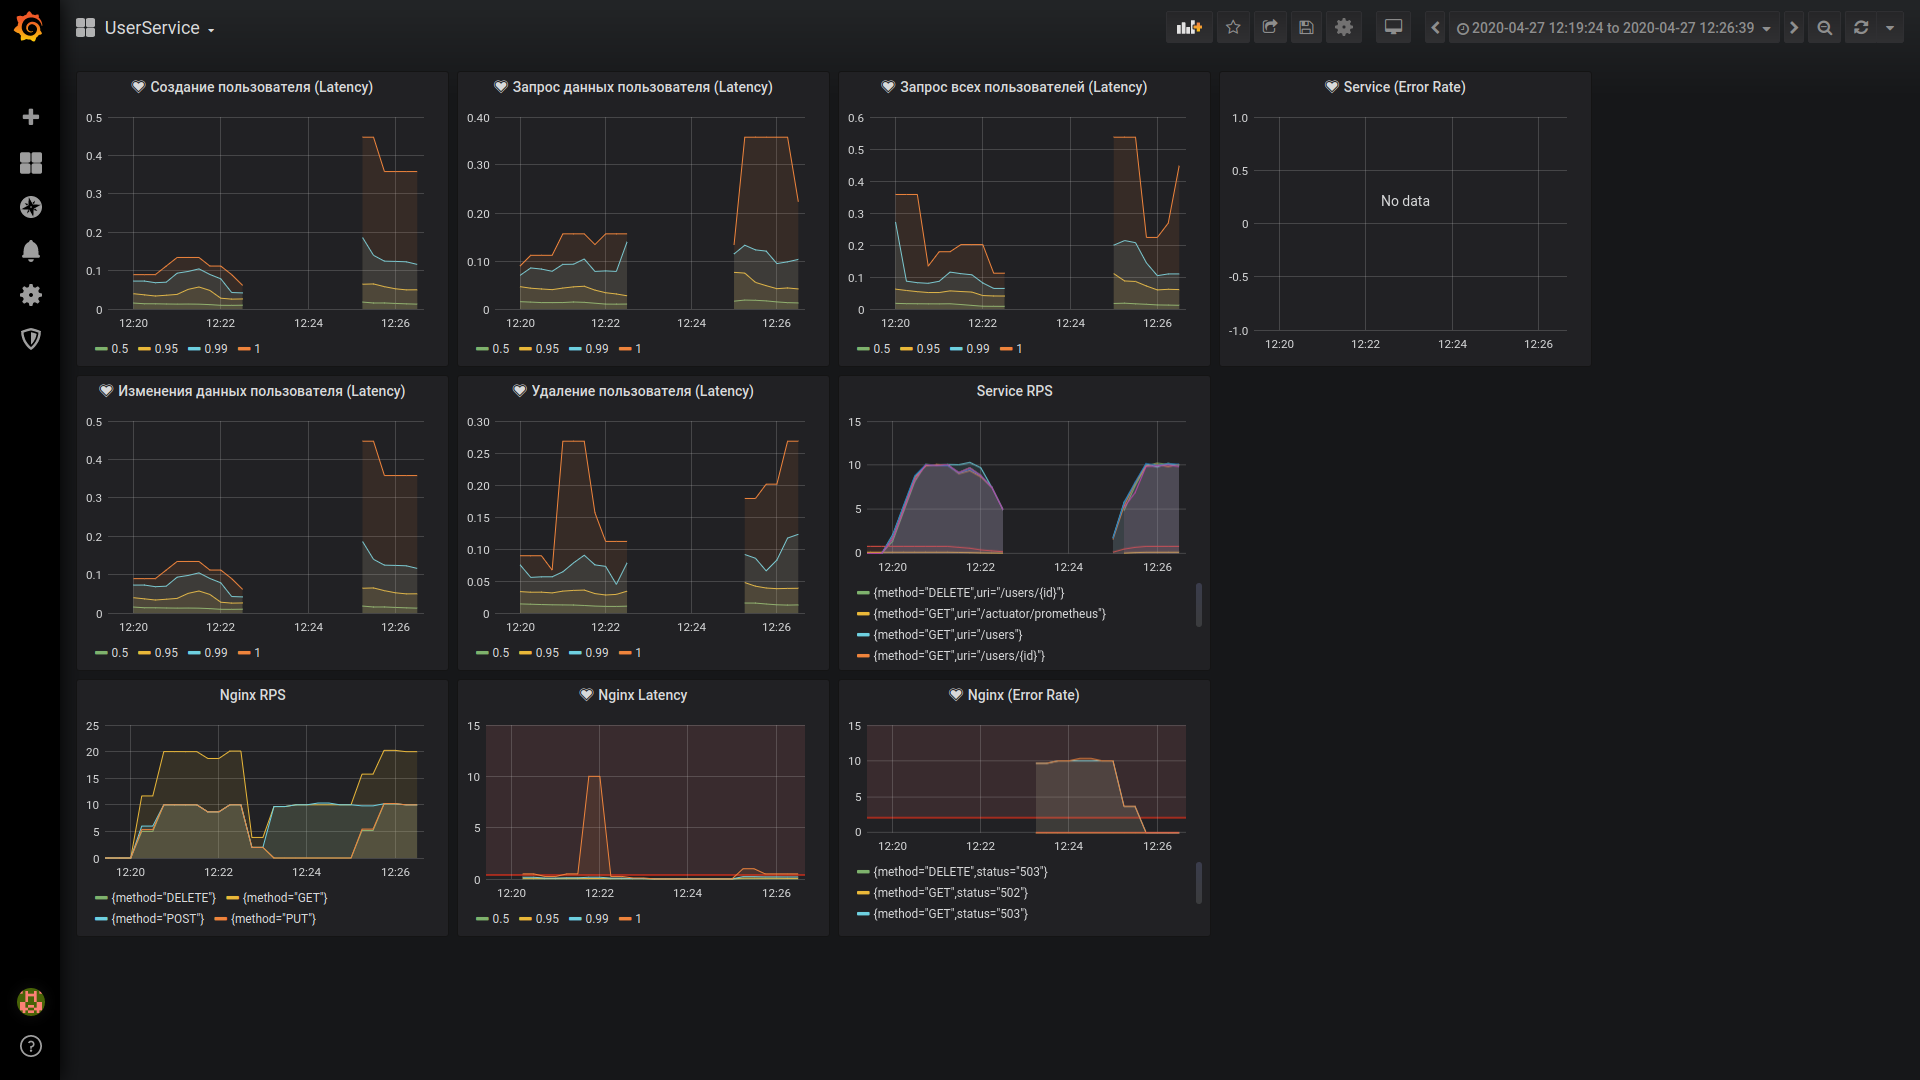 UserService
2020-04-27 12:19:24 to 2020-04-27 12:26:39
Создание пользователя (Latency)
0.5
0.4
0.3
0.2
0.1
0
12:20 12:22 12:24 12:26
0.5 0.95 0.99 1
Запрос данных пользователя (Latency)
0.40
0.30
0.20
0.10
0
12:20 12:22 12:24 12:26
0.5 0.95 0.99 1
Запрос всех пользователей (Latency)
0.6
0.5
0.4
0.3
0.2
0.1
0
12:20 12:22 12:24 12:26
0.5 0.95 0.99 1
Service (Error Rate)
1.0
0.5
0
-0.5
-1.0
No data
12:20 12:22 12:24 12:26
Изменения данных пользователя (Latency)
0.5
0.4
0.3
0.2
0.1
0
12:20 12:22 12:24 12:26
0.5 0.95 0.99 1
Удаление пользователя (Latency)
0.30
0.25
0.20
0.15
0.10
0.05
0
12:20 12:22 12:24 12:26
0.5 0.95 0.99 1
Service RPS
15
10
5
0
12:20 12:22 12:24 12:26
{method="DELETE",uri="/users/{id}"}
{method="GET",uri="/actuator/prometheus"}
{method="GET",uri="/users"}
{method="GET",uri="/users/{id}"}
Nginx RPS
25
20
15
10
5
0
12:20 12:22 12:24 12:26
{method="DELETE"} {method="GET"}
{method="POST"} {method="PUT"}
Nginx Latency
15
10
5
0
12:20 12:22 12:24 12:26
0.5 0.95 0.99 1
Nginx (Error Rate)
15
10
5
0
12:20 12:22 12:24 12:26
{method="DELETE",status="503"}
{method="GET",status="502"}
{method="GET",status="503"}